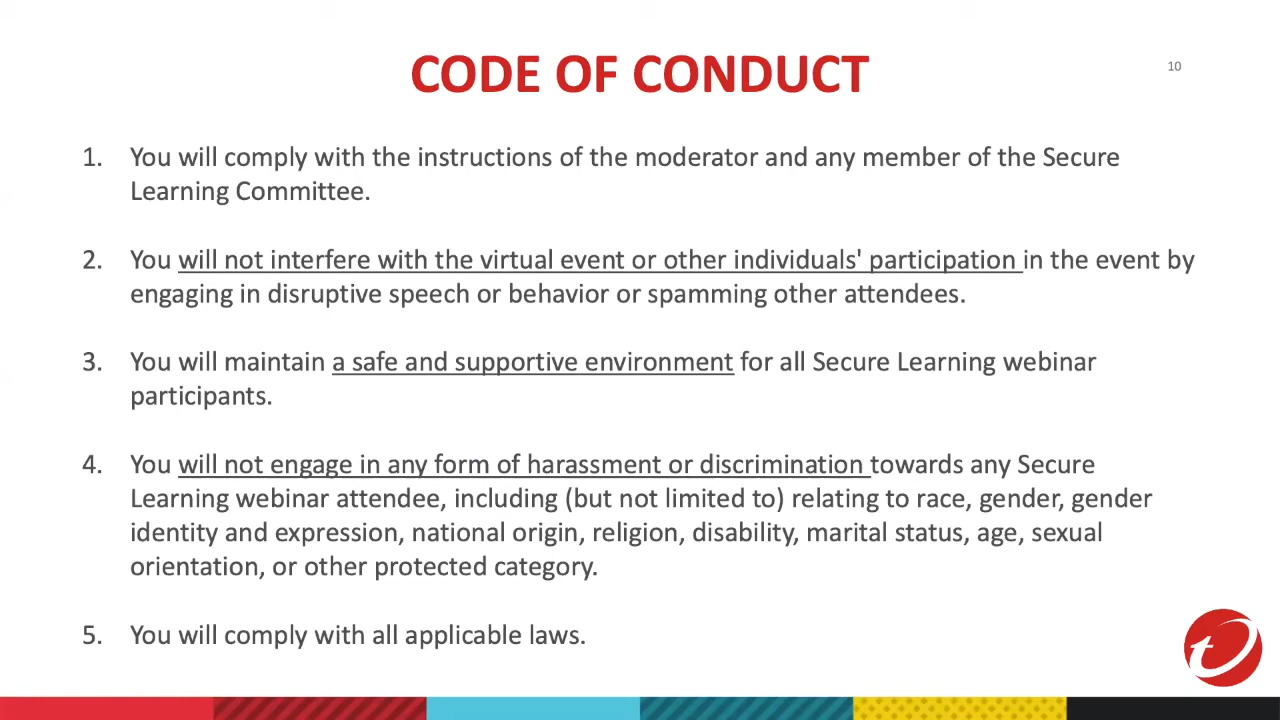 CODE OF CONDUCT
10
1. You will comply with the instructions of the moderator and any member of the Secure
Learning Committee.
2. You will not interfere with the virtual event or other individuals' participation in the event by
engaging in disruptive speech or behavior or spamming other attendees.
3. You will maintain a safe and supportive environment for all Secure Learning webinar
participants.
4. You will not engage in any form of harassment or discrimination towards any Secure
Learning webinar attendee, including (but not limited to) relating to race, gender, gender
identity and expression, national origin, religion, disability, marital status, age, sexual
orientation, or other protected category.
5. You will comply with all applicable laws.